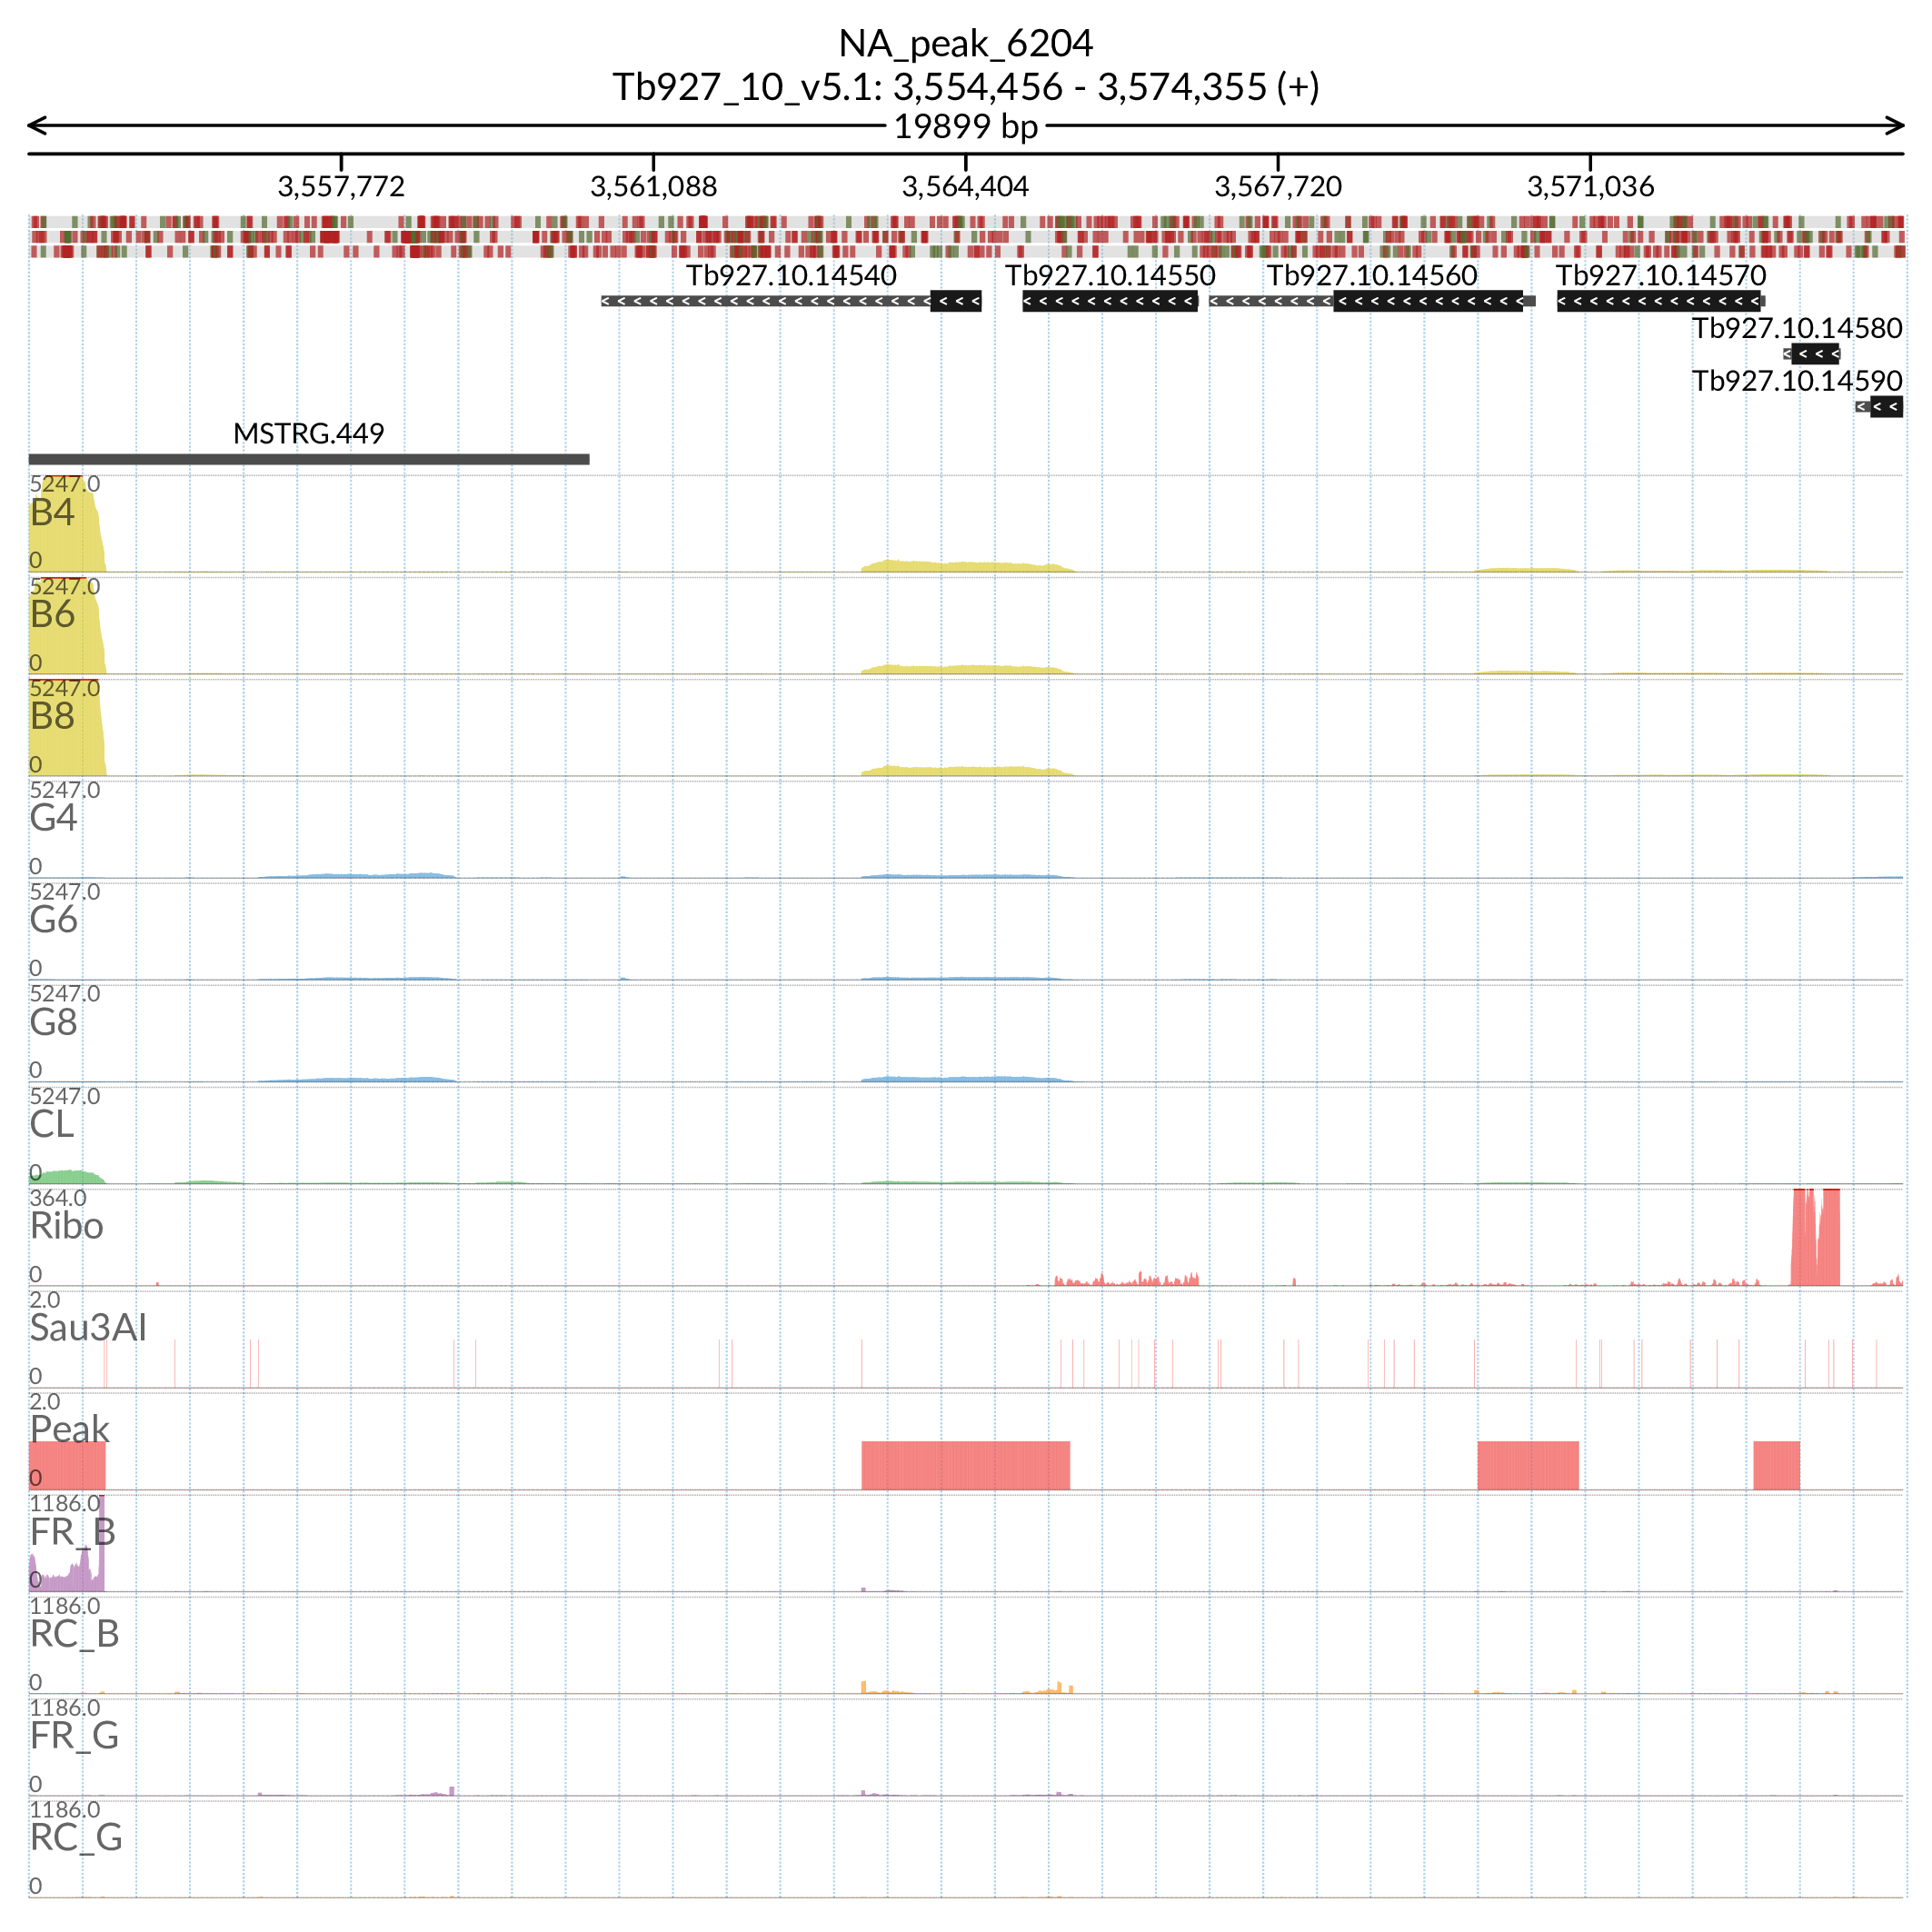 NA_peak_6204
Tb927_10_v5.1: 3,554,456 - 3,574,355 (+)
19899 bp
3,557,772 3,561,088 3,564,404 3,567,720 3,571,036
Tb927.10.14540 Tb927.10.14550 Tb927.10.14560 Tb927.10.14570
Tb927.10.14580
Tb927.10.14590
MSTRG.449
5247.0
B4
0
5247.0
B6
0
5247.0
B8
0
5247.0
G4
0
5247.0
G6
0
5247.0
G8
0
5247.0
CL
0
364.0
Ribo
0
2.0
Sau3AI
0
2.0
Peak
0
1186.0
FR_B
0
1186.0
RC_B
0
1186.0
FR_G
0
1186.0
RC_G
0